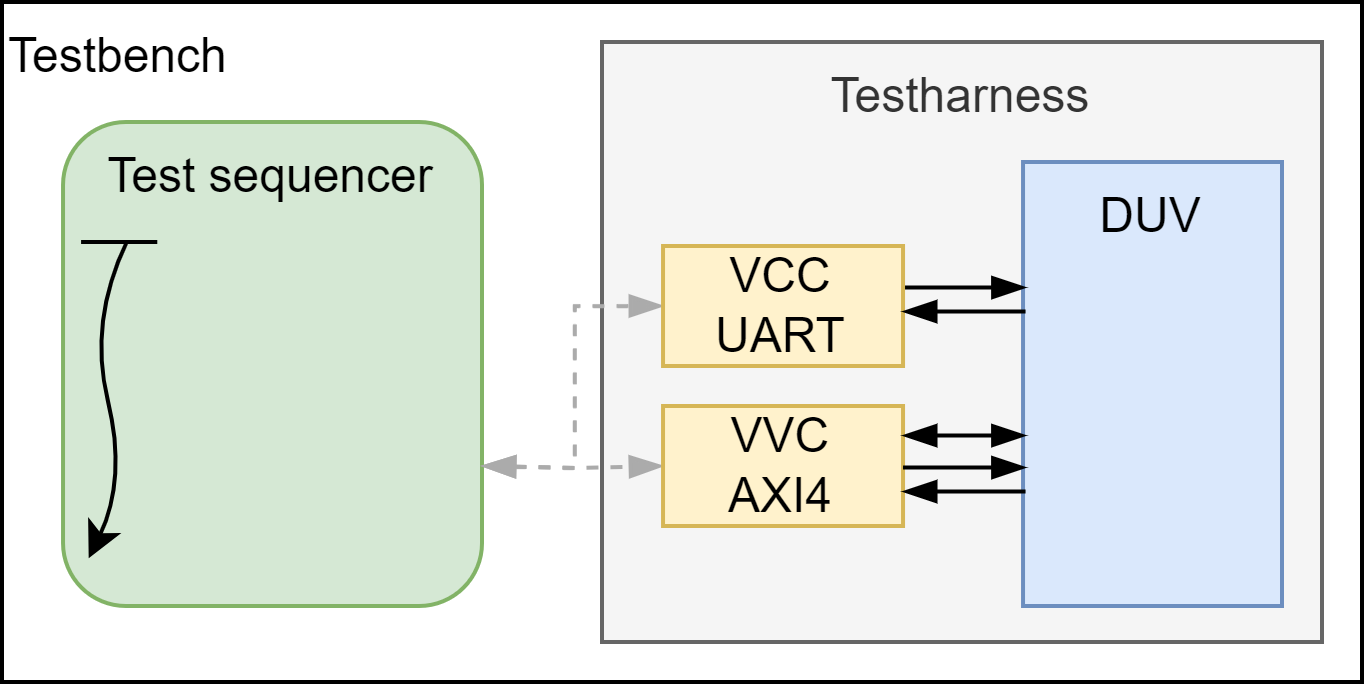 Testbench
Testharness
Test sequencer
DUV
VCC
UART
VVC
AXI4